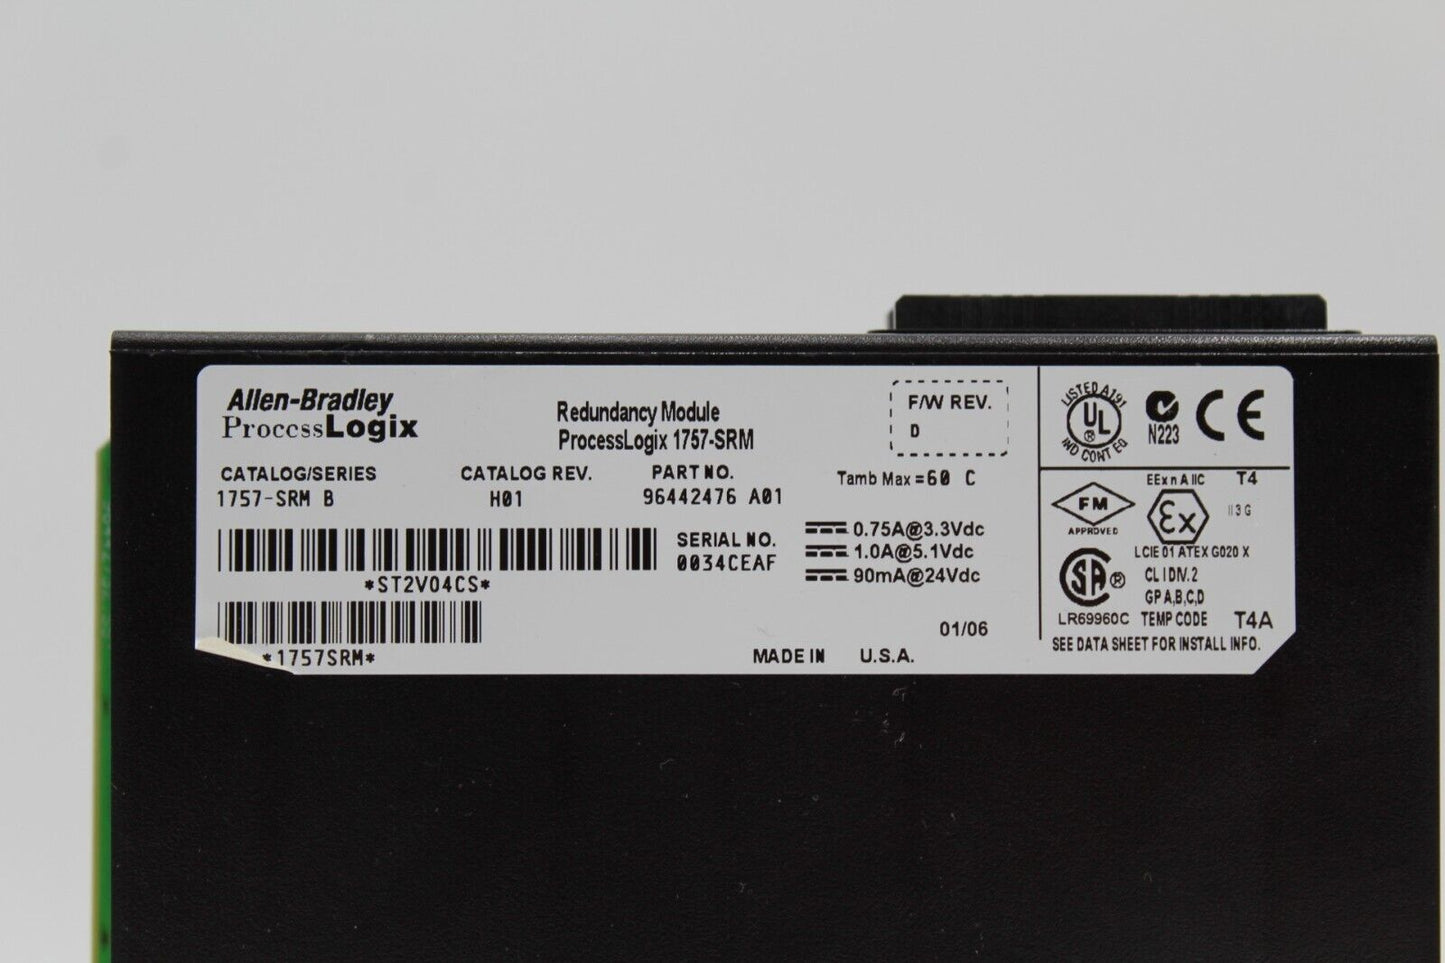 Allen-Bradley
ProcessLogix
Redundancy Module
ProcessLogix 1757-SRM
F/W REV.
D
CATALOG/SERIES
1757-SRM B
CATALOG REV.
H01
PART NO.
96442476 A01
Tamb Max = 60 C
SERIAL NO.
0034CEAF
0.75A@3.3Vdc
1.0A@5.1Vdc
90mA@24Vdc
*ST2V04CS*
*1757SRM*
01/06
MADE IN U.S.A.
LISTED A191
UL ®
IND CONT EQ
N223
CE
FM
APPROVED
EEx n A IIC T4
Ex
II 3 G
LCIE 01 ATEX G020 X
SA ®
CL I DIV. 2
GP A,B,C,D
LR69960C TEMP CODE T4A
SEE DATA SHEET FOR INSTALL INFO.